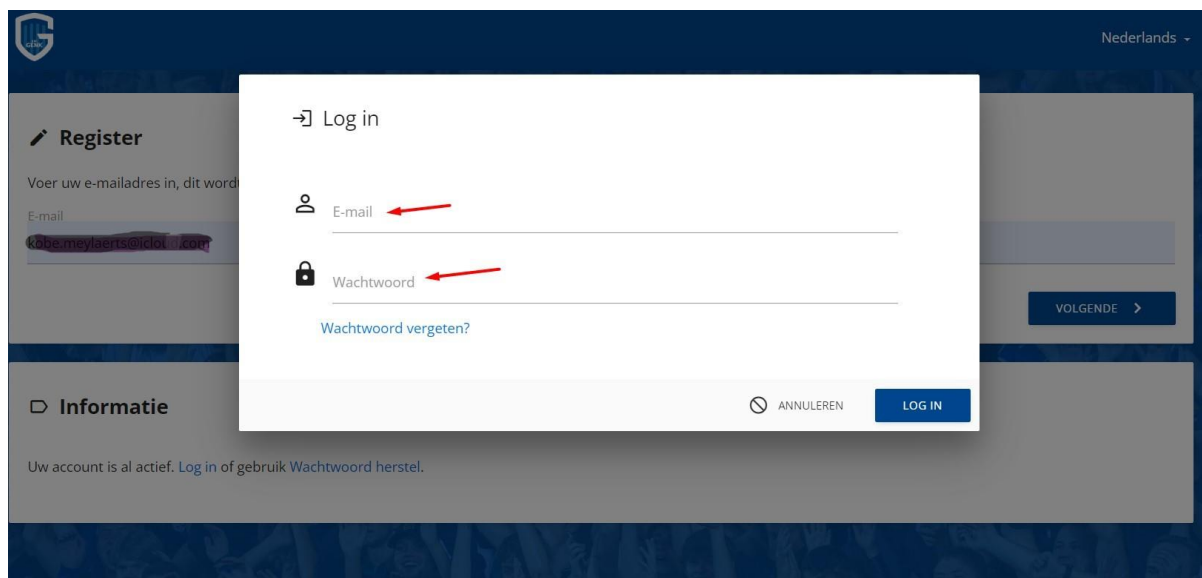 GENK
Nederlands
Register
Voer uw e-mailadres in, dit word
E-mail
VOLGENDE
Log in
E-mail
Wachtwoord
Wachtwoord vergeten?
ANNULEREN
LOG IN
Informatie
Uw account is al actief. Log in of gebruik Wachtwoord herstel.